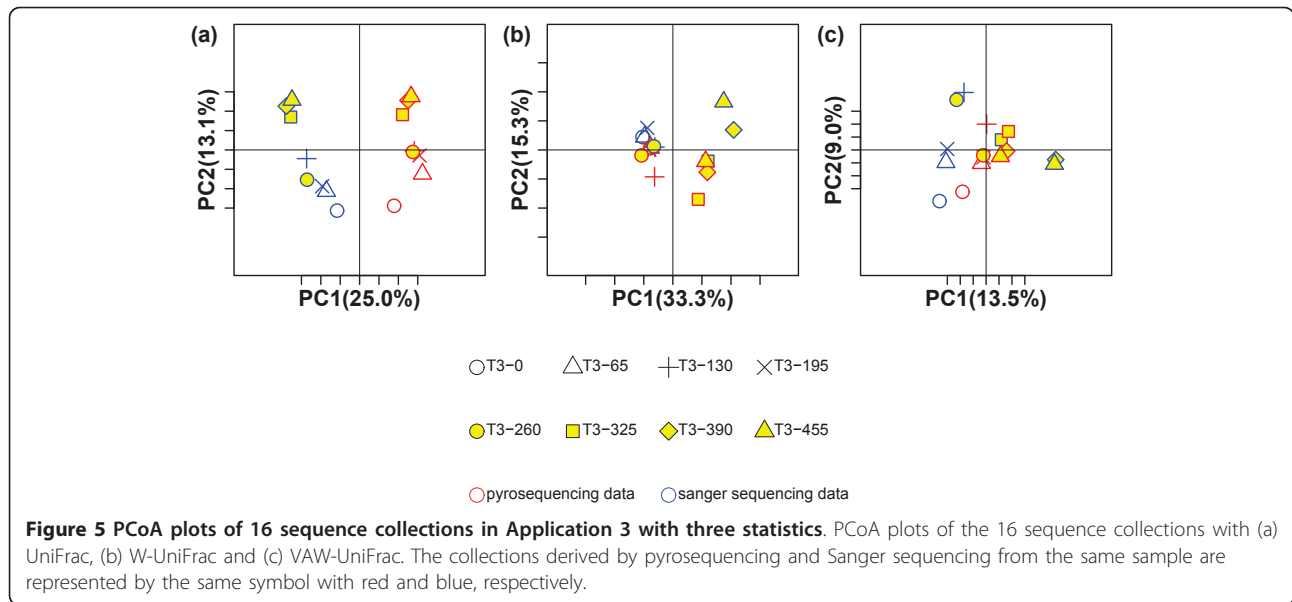 (a)
(b)
(c)
PC2(13.1%)
PC2(15.3%)
PC2(9.0%)
PC1(25.0%)
PC1(33.3%)
PC1(13.5%)
T3−0
T3−65
T3−130
T3−195
T3−260
T3−325
T3−390
T3−455
pyrosequencing data
sanger sequencing data
Figure 5 PCoA plots of 16 sequence collections in Application 3 with three statistics. PCoA plots of the 16 sequence collections with (a)
UniFrac, (b) W-UniFrac and (c) VAW-UniFrac. The collections derived by pyrosequencing and Sanger sequencing from the same sample are
represented by the same symbol with red and blue, respectively.